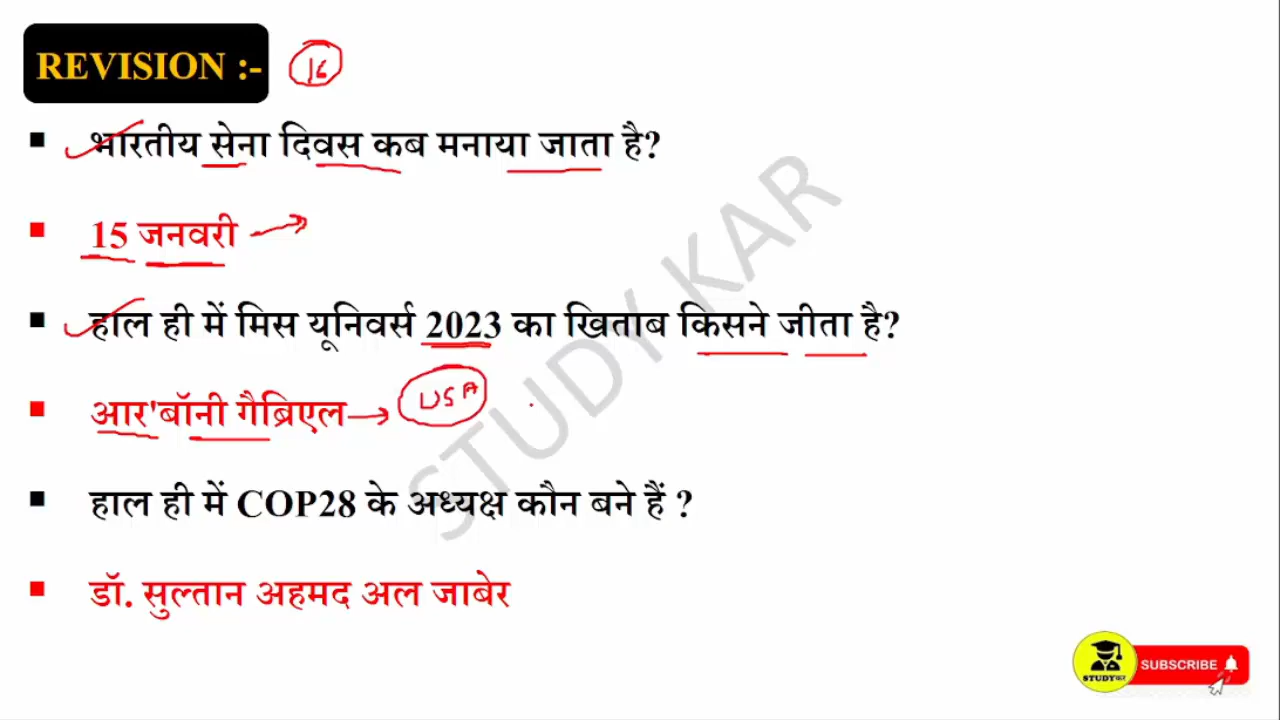 REVISION :- 16
भारतीय सेना दिवस कब मनाया जाता है?
15 जनवरी
हाल ही में मिस यूनिवर्स 2023 का खिताब किसने जीता है?
आर'बॉनी गैब्रिएल USA
हाल ही में COP28 के अध्यक्ष कौन बने हैं ?
डॉ. सुल्तान अहमद अल जाबेर
STUDY KAR
STUDYकर SUBSCRIBE